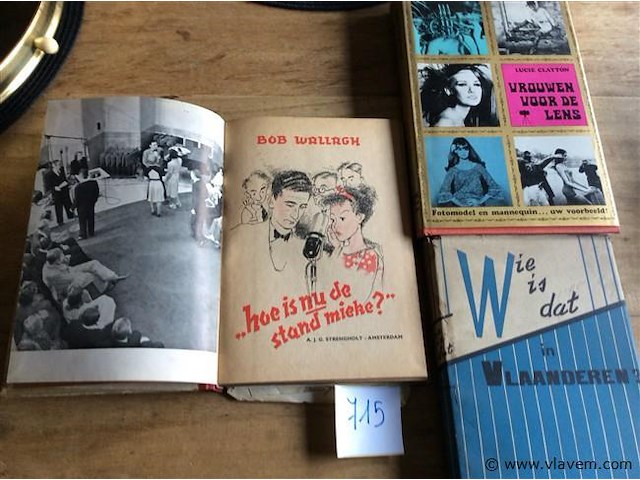 BOB WALLAGH
„hoe is nu de
stand mieke?"
A. J. G. STRENGHOLT - AMSTERDAM
715
LUCIE CLAYTON
VROUWEN
VOOR DE
LENS
Fotomodel en mannequin... uw voorbeeld!
Wie
is
dat
in
VLAANDEREN?
© www.vlavem.com